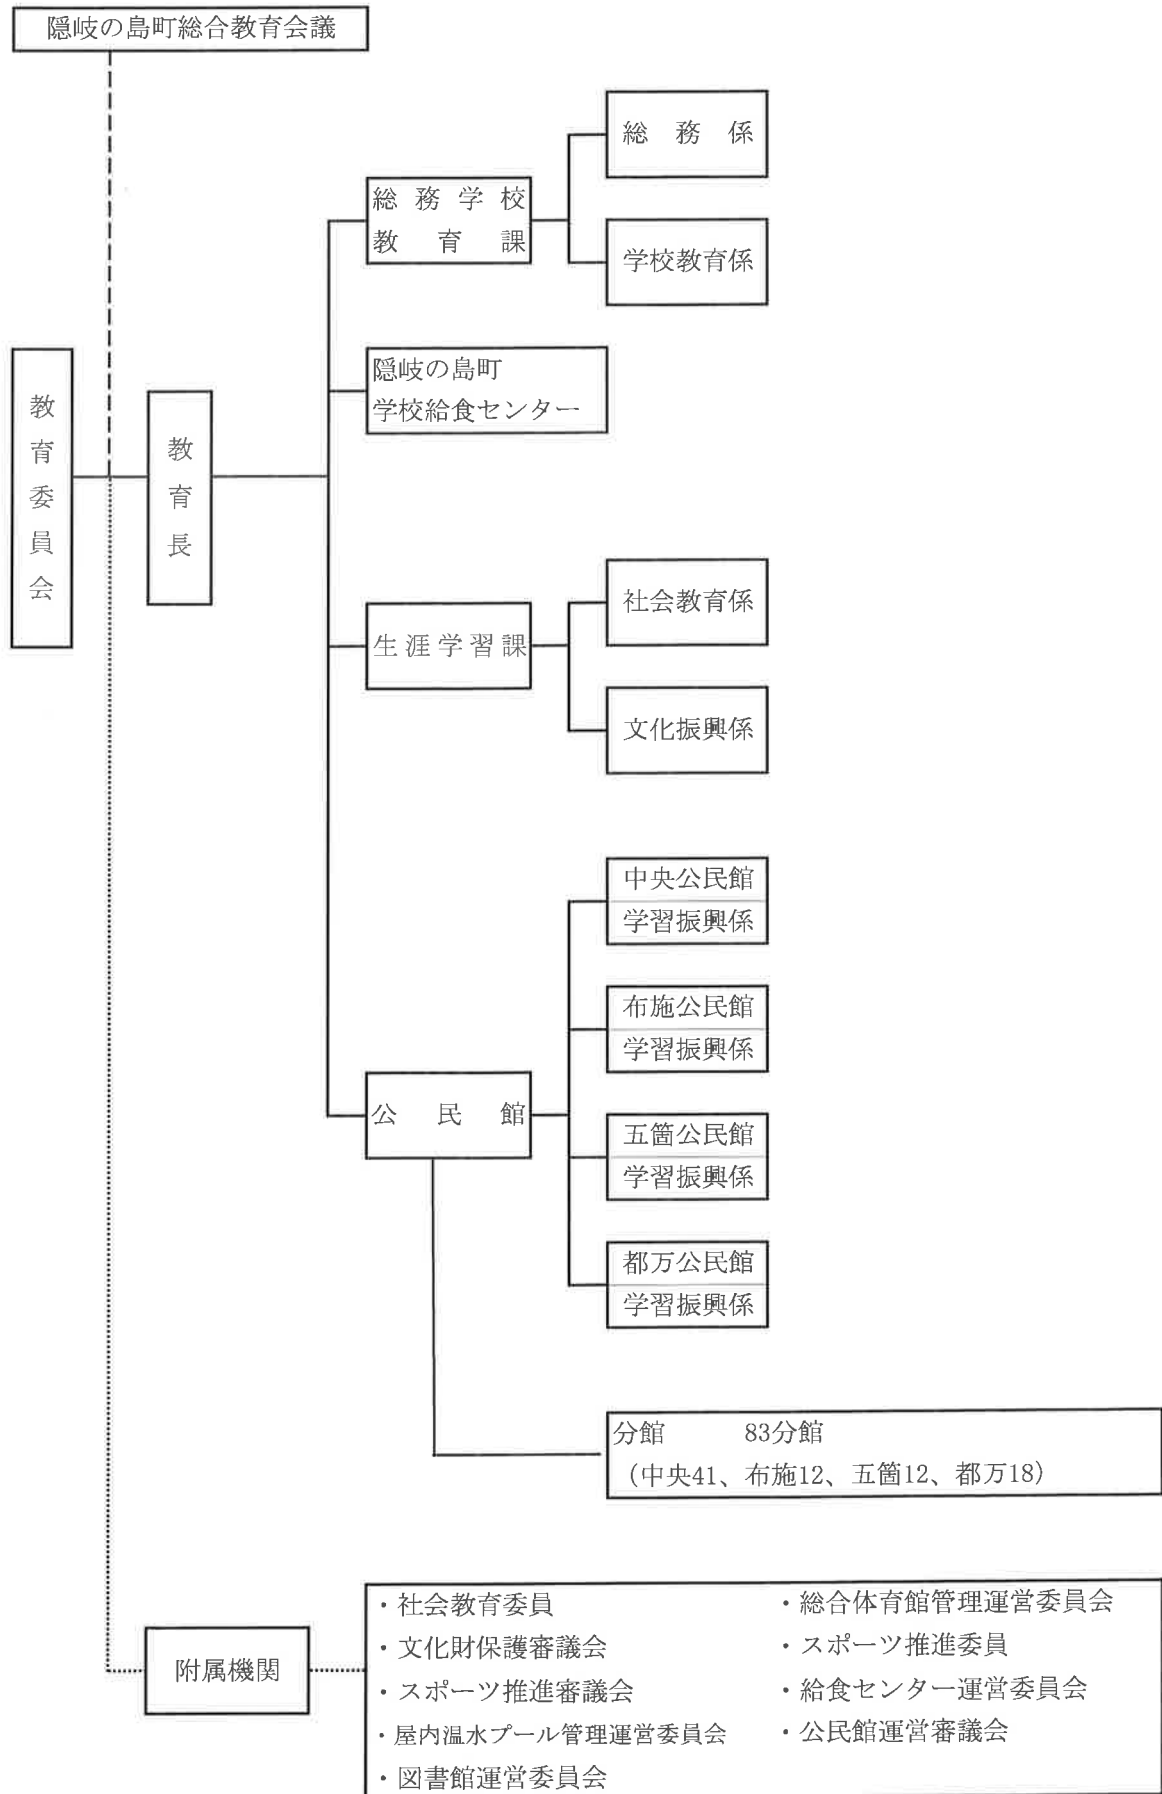 隠岐の島町総合教育会議
総務係
総務学校
教育課
学校教育係
隠岐の島町
学校給食センター
教育委員会
教育長
社会教育係
生涯学習課
文化振興係
中央公民館
学習振興係
布施公民館
学習振興係
公民館
五箇公民館
学習振興係
都万公民館
学習振興係
分館 83分館
（中央41、布施12、五箇12、都万18）
附属機関
・社会教育委員
・文化財保護審議会
・スポーツ推進審議会
・屋内温水プール管理運営委員会
・図書館運営委員会
・総合体育館管理運営委員会
・スポーツ推進委員
・給食センター運営委員会
・公民館運営審議会